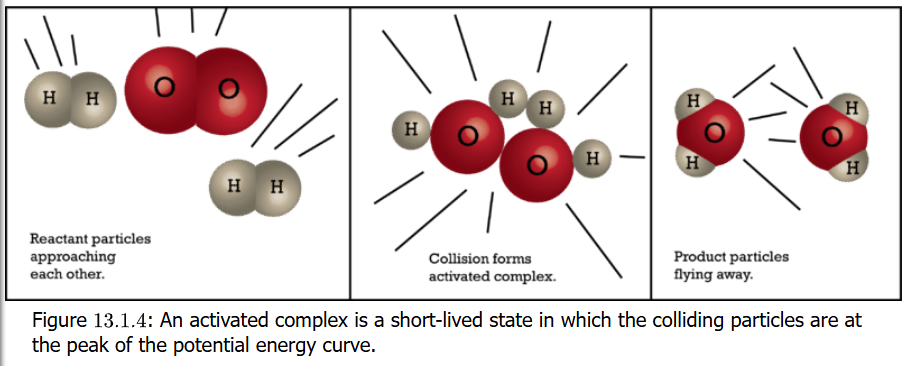 H H
O O
H H
Reactant particles
approaching
each other.
H
O
H
H
O
H
Collision forms
activated complex.
H
O
H
H
O
H
Product particles
flying away.
Figure 13.1.4: An activated complex is a short-lived state in which the colliding particles are at
the peak of the potential energy curve.